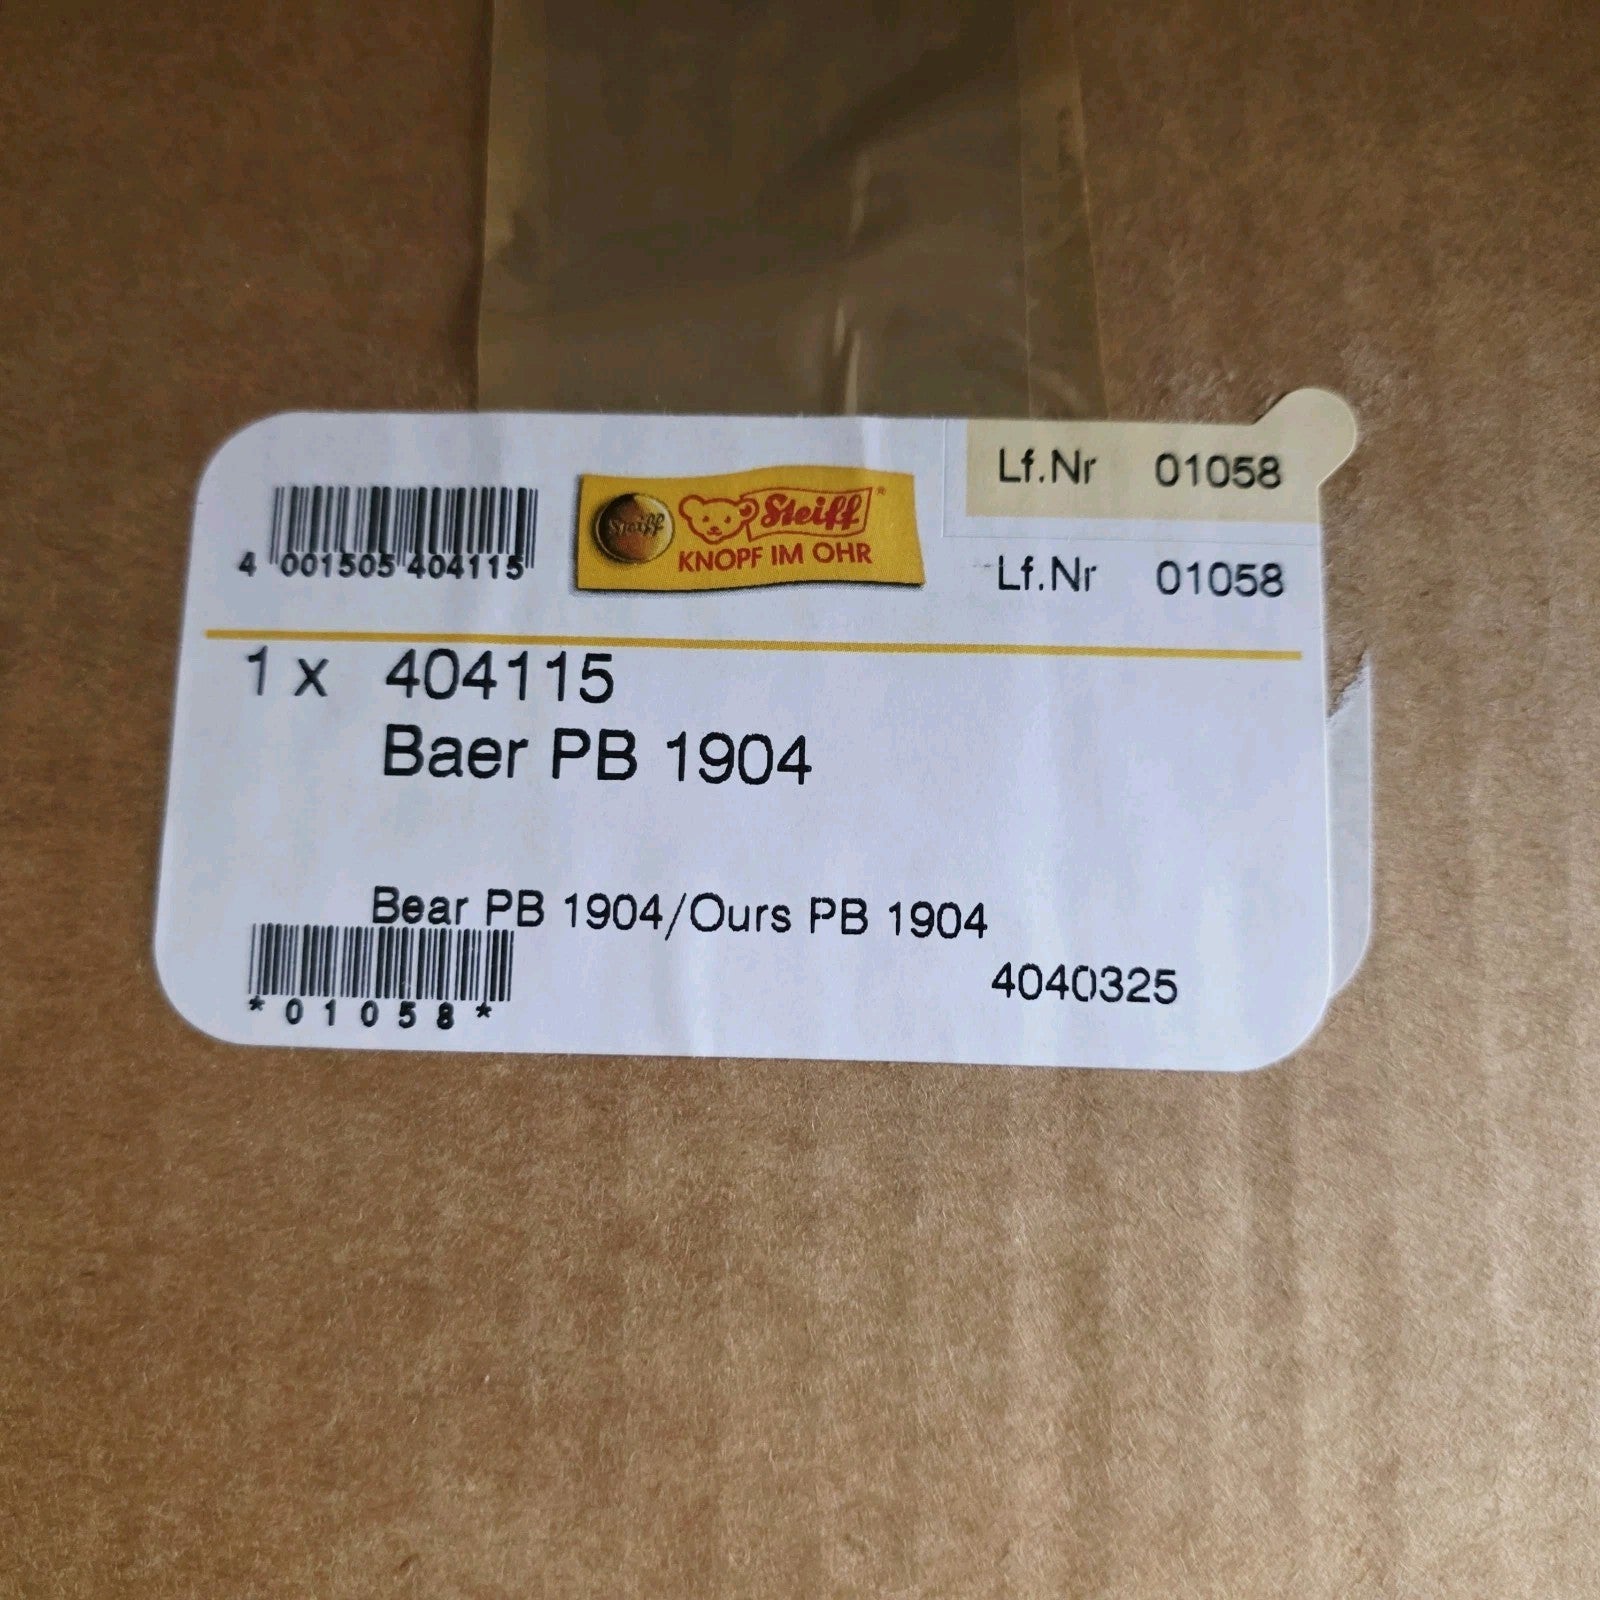 Lf.Nr 01058
4 001505 404115
Steiff
Steiff
KNOPF IM OHR
Lf.Nr 01058
1 x 404115
Baer PB 1904
Bear PB 1904/Ours PB 1904
4040325
*01058*